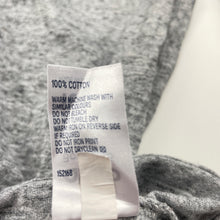 100% COTTON
WARM MACHINE WASH WITH
SIMILAR COLOURS
DO NOT BLEACH
DO NOT TUMBLE DRY
WARM IRON ON REVERSE SIDE
IF REQUIRED
DO NOT IRON PRINT
DO NOT DRYCLEAN
152168